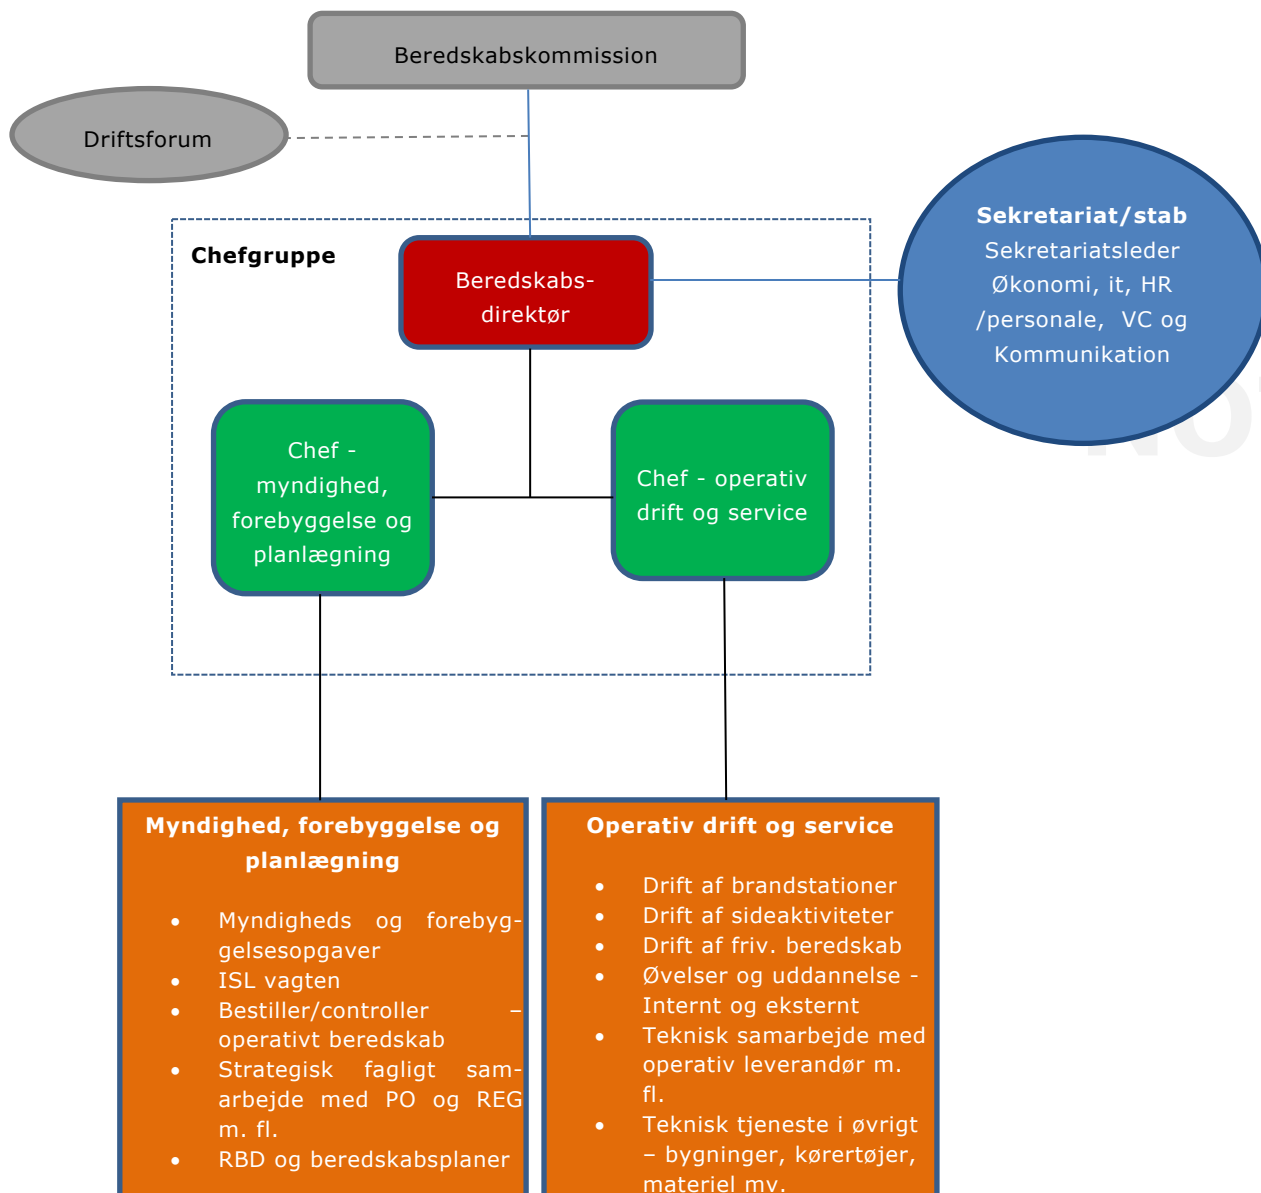 Beredskabskommission
Driftsforum
Sekretariat/stab
Sekretariatsleder
Økonomi, it, HR
/personale,  VC og
Kommunikation
Chefgruppe
Beredskabs-
direktør
Chef -
myndighed,
forebyggelse og
planlægning
Chef - operativ
drift og service
Myndighed, forebyggelse og
planlægning
• Myndigheds og forebyg-
gelsesopgaver
• ISL vagten
• Bestiller/controller –
operativt beredskab
• Strategisk fagligt sam-
arbejde med PO og REG
m. fl.
• RBD og beredskabsplaner
Operativ drift og service
• Drift af brandstationer
• Drift af sideaktiviteter
• Drift af friv. beredskab
• Øvelser og uddannelse -
Internt og eksternt
• Teknisk samarbejde med
operativ leverandør m.
fl.
• Teknisk tjeneste i øvrigt
– bygninger, kørertøjer,
materiel mv.